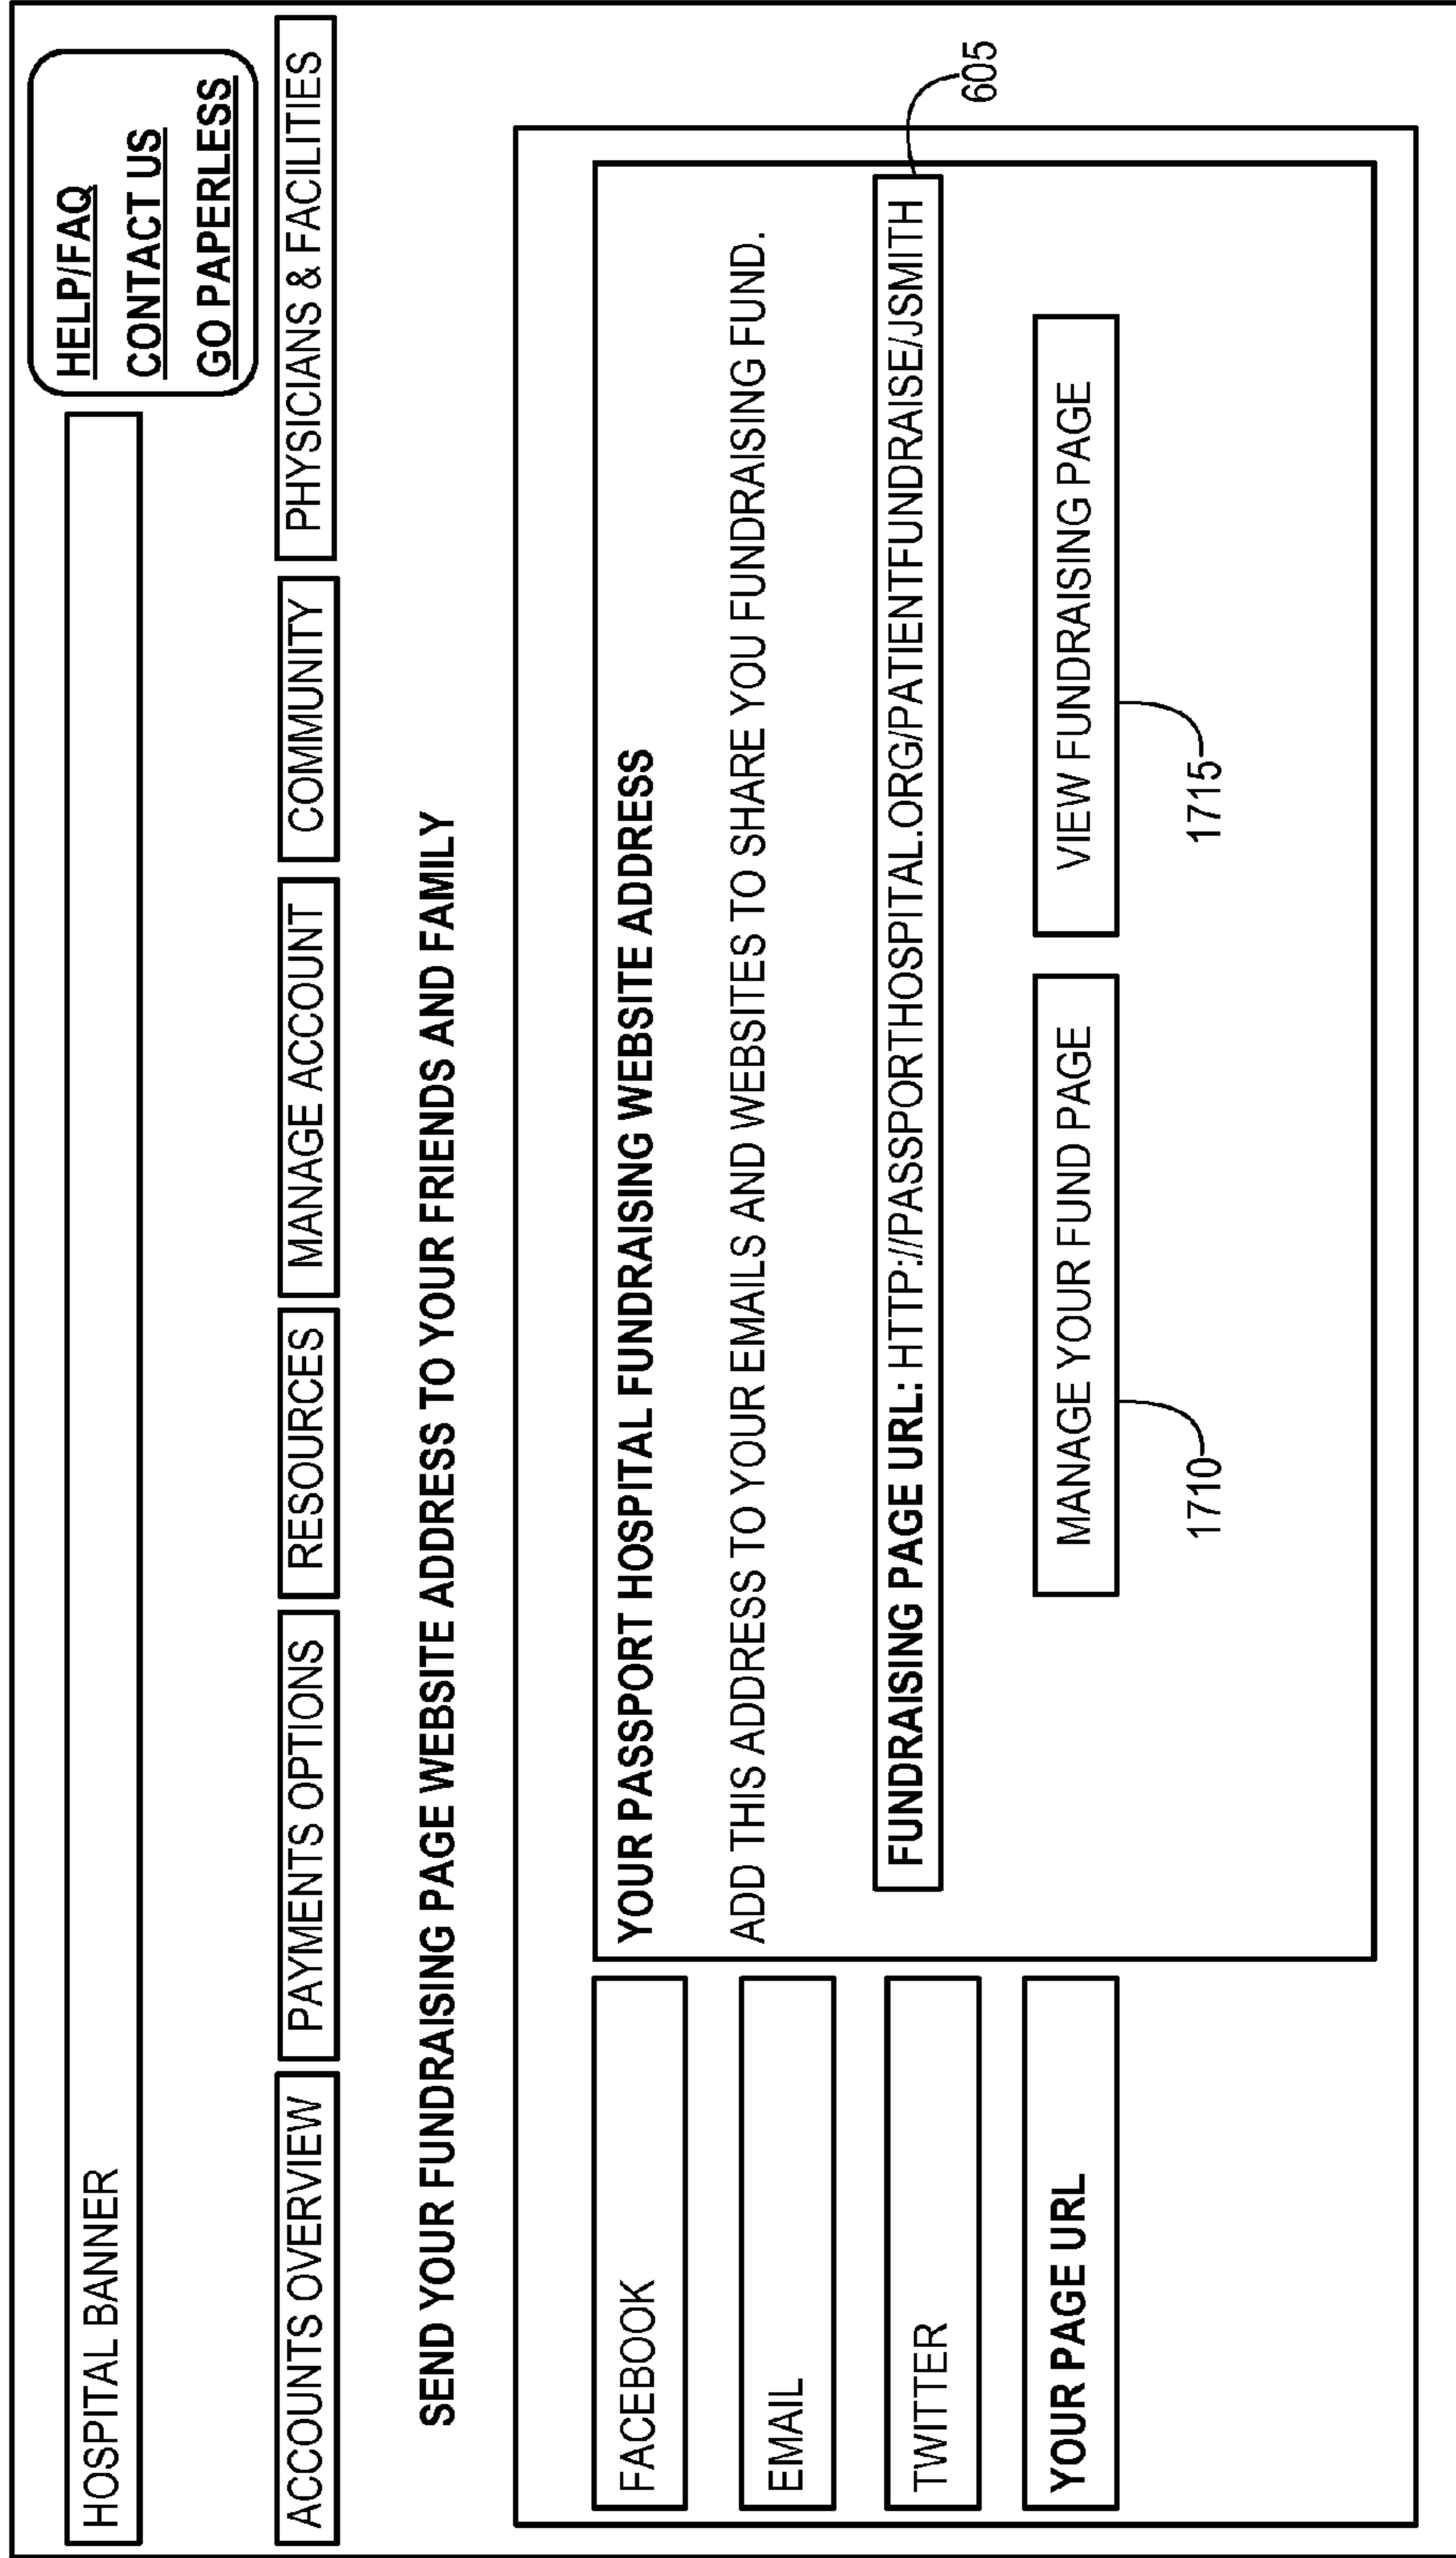 HOSPITAL BANNER
HELP/FAQ
CONTACT US
GO PAPERLESS
ACCOUNTS OVERVIEW
PAYMENTS OPTIONS
RESOURCES
MANAGE ACCOUNT
COMMUNITY
PHYSICIANS & FACILITIES
SEND YOUR FUNDRAISING PAGE WEBSITE ADDRESS TO YOUR FRIENDS AND FAMILY
FACEBOOK
EMAIL
TWITTER
YOUR PAGE URL
YOUR PASSPORT HOSPITAL FUNDRAISING WEBSITE ADDRESS
ADD THIS ADDRESS TO YOUR EMAILS AND WEBSITES TO SHARE YOU FUNDRAISING FUND.
FUNDRAISING PAGE URL: HTTP://PASSPORTHOSPITAL.ORG/PATIENTFUNDRAISE/JSMITH
605
MANAGE YOUR FUND PAGE
VIEW FUNDRAISING PAGE
1710
1715